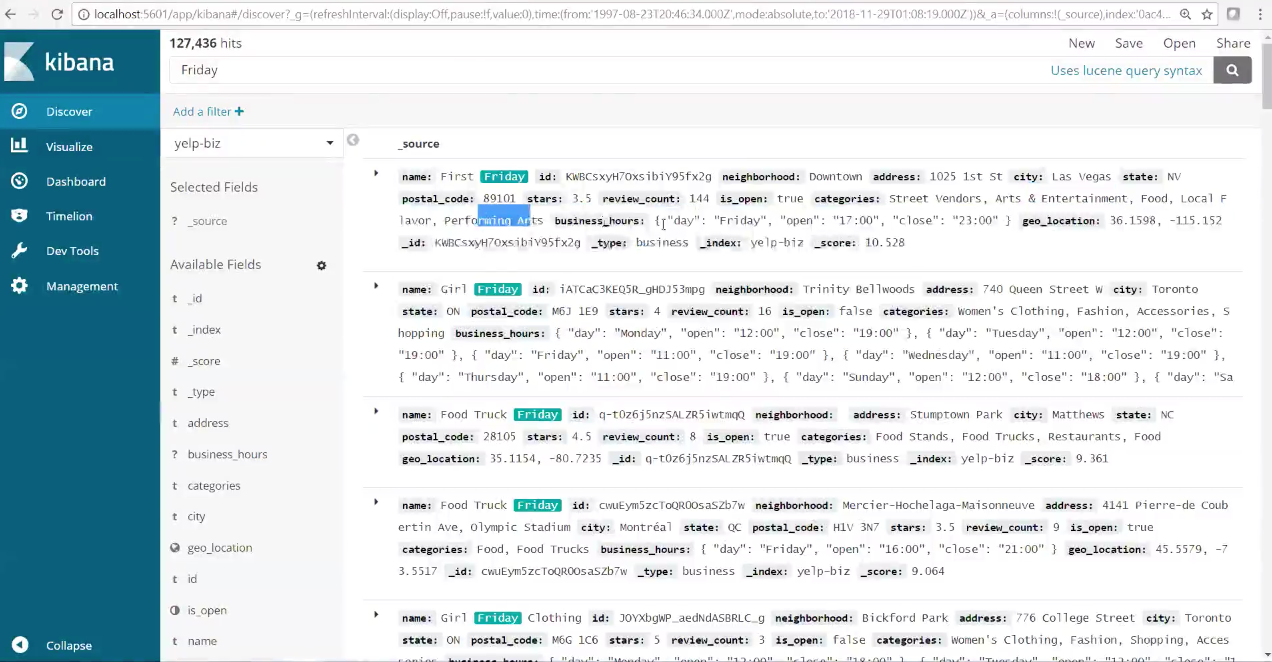 localhost:5601/app/kibana#/discover?_g=(refreshInterval:(display:Off,pause:!f,value:0),time:(from:'1997-08-23T20:46:34.000Z',mode:absolute,to:'2018-11-29T01:08:19.000Z'))&_a=(columns:!(_source),index:'0ac4...
kibana
127,436 hits
New Save Open Share
Friday
Uses lucene query syntax
Discover
Visualize
Dashboard
Timelion
Dev Tools
Management
Collapse
Add a filter +
yelp-biz
Selected Fields
? _source
Available Fields
t _id
t _index
# _score
t _type
t address
? business_hours
t categories
t city
geo_location
t id
is_open
t name
_source
name: First Friday id: KWBCsxyH7OxsibiY95fx2g neighborhood: Downtown address: 1025 1st St city: Las Vegas state: NV
postal_code: 89101 stars: 3.5 review_count: 144 is_open: true categories: Street Vendors, Arts & Entertainment, Food, Local F
lavor, Performing Arts business_hours: { "day": "Friday", "open": "17:00", "close": "23:00" } geo_location: 36.1598, -115.152
_id: KWBCsxyH7OxsibiY95fx2g _type: business _index: yelp-biz _score: 10.528
name: Girl Friday id: iATCaC3KEQ5R_gHDJ53mpg neighborhood: Trinity Bellwoods address: 740 Queen Street W city: Toronto
state: ON postal_code: M6J 1E9 stars: 4 review_count: 16 is_open: false categories: Women's Clothing, Fashion, Accessories, S
hopping business_hours: { "day": "Monday", "open": "12:00", "close": "19:00" }, { "day": "Tuesday", "open": "12:00", "close":
"19:00" }, { "day": "Friday", "open": "11:00", "close": "19:00" }, { "day": "Wednesday", "open": "11:00", "close": "19:00" },
{ "day": "Thursday", "open": "11:00", "close": "19:00" }, { "day": "Sunday", "open": "12:00", "close": "18:00" }, { "day": "Sa
name: Food Truck Friday id: q-tOz6j5nzSALZR5iwtmqQ neighborhood: address: Stumptown Park city: Matthews state: NC
postal_code: 28105 stars: 4.5 review_count: 8 is_open: true categories: Food Stands, Food Trucks, Restaurants, Food
geo_location: 35.1154, -80.7235 _id: q-tOz6j5nzSALZR5iwtmqQ _type: business _index: yelp-biz _score: 9.361
name: Food Truck Friday id: cwuEym5zcToQROOsaSZb7w neighborhood: Mercier-Hochelaga-Maisonneuve address: 4141 Pierre-de Coub
ertin Ave, Olympic Stadium city: Montréal state: QC postal_code: H1V 3N7 stars: 3.5 review_count: 9 is_open: true
categories: Food, Food Trucks business_hours: { "day": "Friday", "open": "16:00", "close": "21:00" } geo_location: 45.5579, -7
3.5517 _id: cwuEym5zcToQROOsaSZb7w _type: business _index: yelp-biz _score: 9.064
name: Girl Friday Clothing id: JOYXbgWP_aedNdASBRLC_g neighborhood: Bickford Park address: 776 College Street city: Toronto
state: ON postal_code: M6G 1C6 stars: 5 review_count: 3 is_open: false categories: Women's Clothing, Fashion, Shopping, Acces